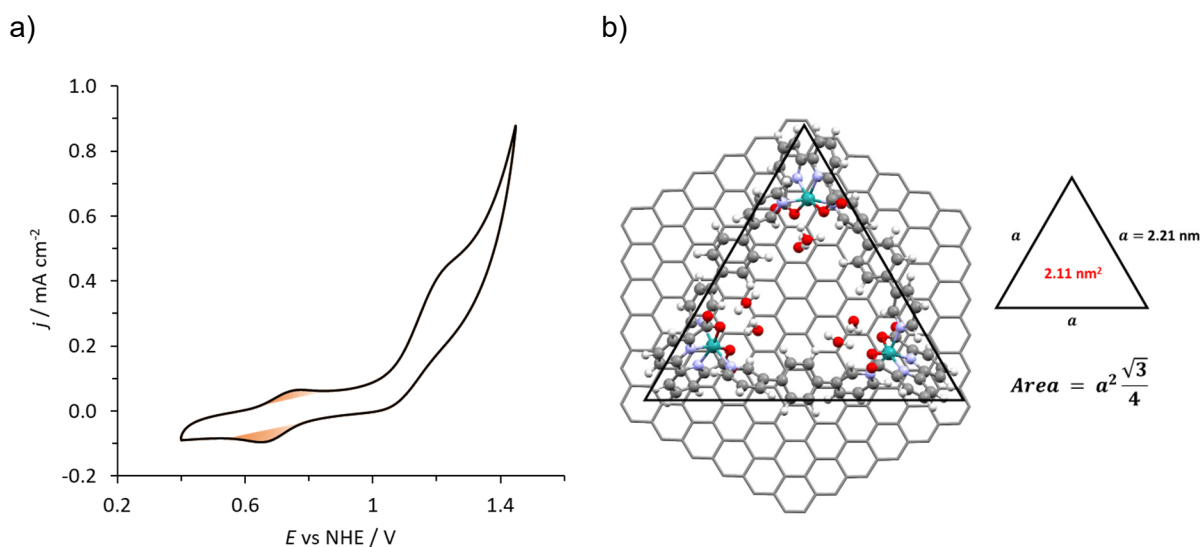 a)
b)
1.0
0.8
0.6
0.4
0.2
0.0
-0.2
j / mA cm⁻²
0.2
0.6
1
1.4
E vs NHE / V
a
a = 2.21 nm
2.11 nm²
a
Area = a² √3/4